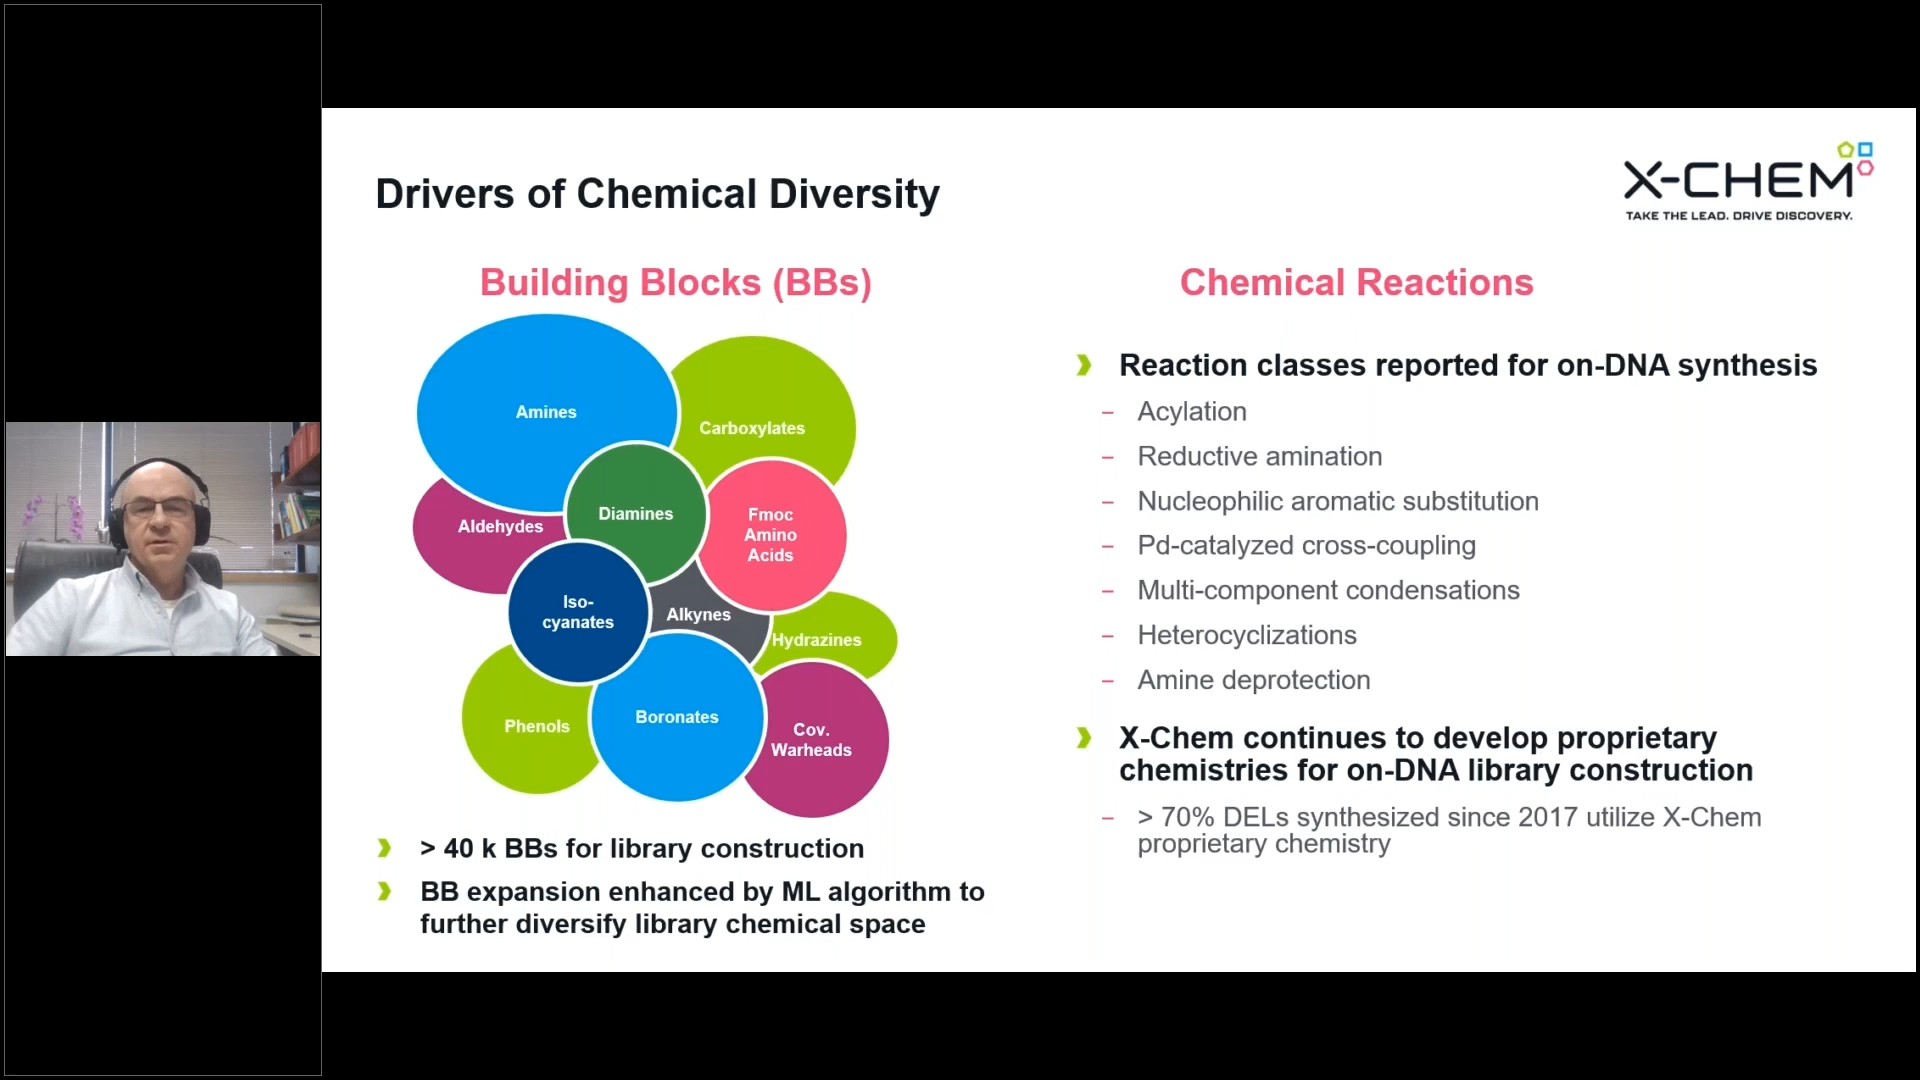 Drivers of Chemical Diversity
X-CHEM
TAKE THE LEAD. DRIVE DISCOVERY.
Building Blocks (BBs)
Amines
Carboxylates
Aldehydes
Diamines
Fmoc
Amino
Acids
Iso-
cyanates
Alkynes
Hydrazines
Phenols
Boronates
Cov.
Warheads
> 40 k BBs for library construction
BB expansion enhanced by ML algorithm to
further diversify library chemical space
Chemical Reactions
Reaction classes reported for on-DNA synthesis
– Acylation
– Reductive amination
– Nucleophilic aromatic substitution
– Pd-catalyzed cross-coupling
– Multi-component condensations
– Heterocyclizations
– Amine deprotection
X-Chem continues to develop proprietary
chemistries for on-DNA library construction
– > 70% DELs synthesized since 2017 utilize X-Chem
proprietary chemistry